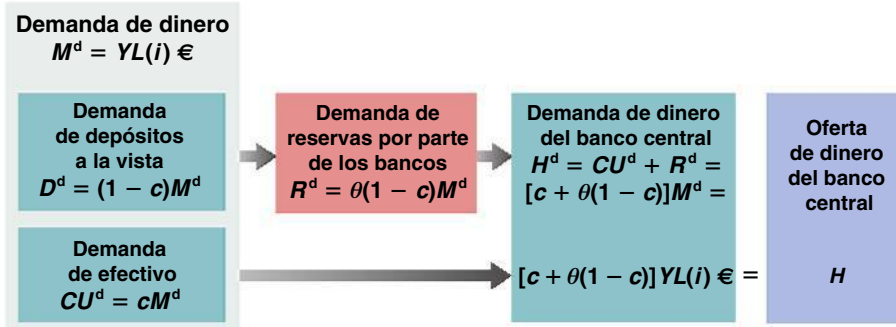 Demanda de dinero
Mᵈ = YL(i) €
Demanda
de depósitos
a la vista
Dᵈ = (1 − c)Mᵈ
Demanda
de efectivo
CUᵈ = cMᵈ
Demanda de
reservas por parte
de los bancos
Rᵈ = θ(1 − c)Mᵈ
Demanda de dinero
del banco central
Hᵈ = CUᵈ + Rᵈ =
[c + θ(1 − c)]Mᵈ =
[c + θ(1 − c)]YL(i) € =
Oferta
de dinero
del banco
central
H